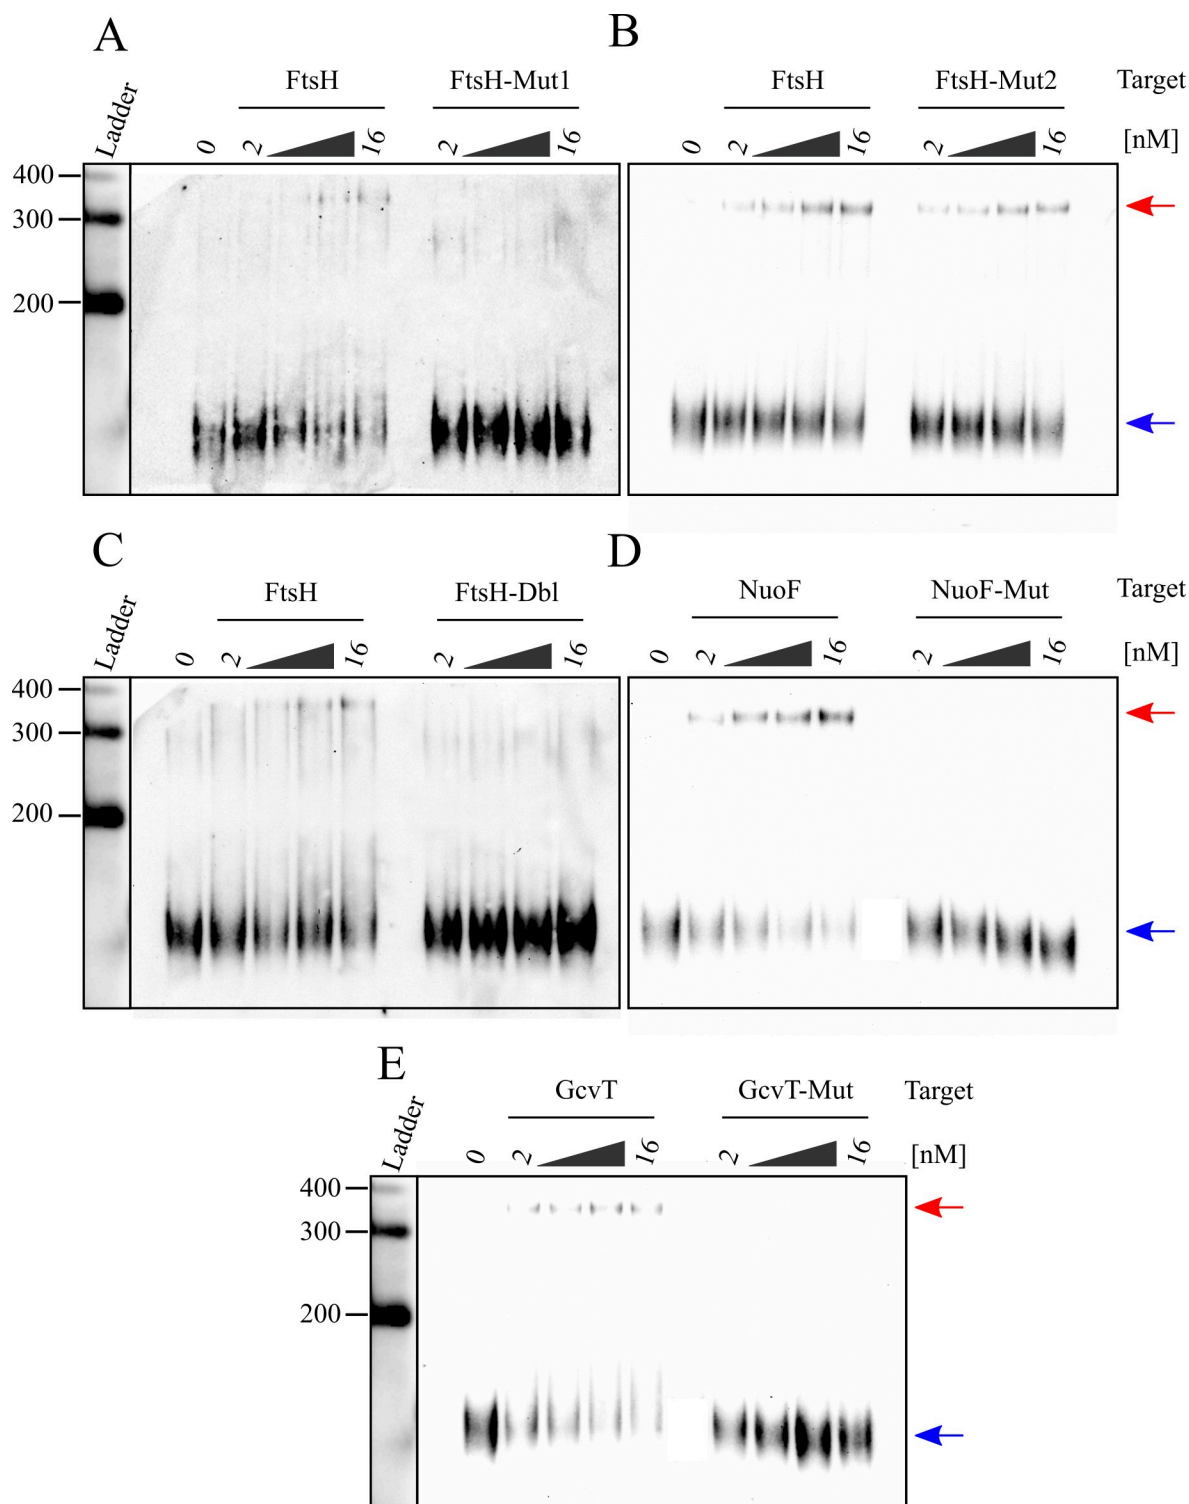 A
B
FtsH FtsH-Mut1 FtsH FtsH-Mut2 Target
Ladder 0 2 16 2 16 0 2 16 2 16 [nM]
400
300
200
C
D
FtsH FtsH-Dbl NuoF NuoF-Mut Target
Ladder 0 2 16 2 16 0 2 16 2 16 [nM]
400
300
200
E
GcvT GcvT-Mut Target
Ladder 0 2 16 2 16 [nM]
400
300
200